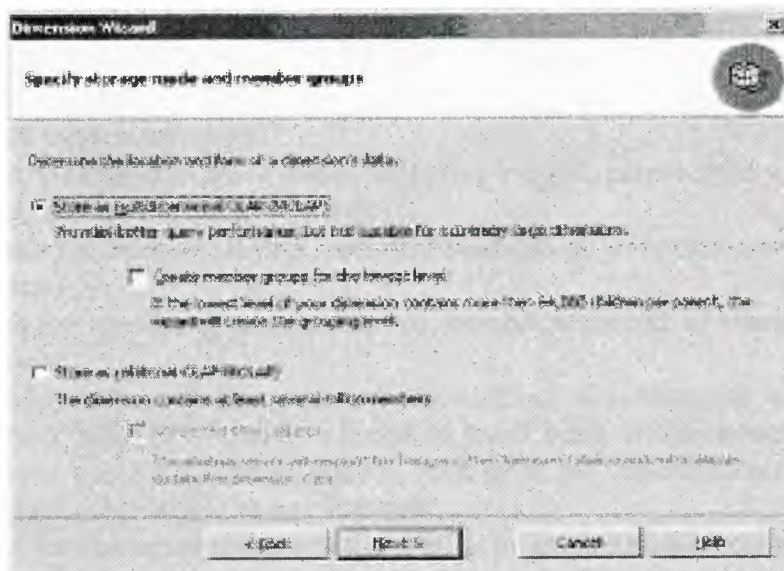 Dimension Wizard
Specify storage mode and member groups
Determine the location and form of a dimension's data.
Store as multidimensional OLAP (MOLAP)
Provides better query performance, but not suitable for extremely large dimensions.
Create member groups for the lowest level
If the lowest level of your dimension contains more than 64,000 children per parent, the
wizard will create the grouping level.
Store as relational OLAP (ROLAP)
The dimension contains at least several million members.
< Back
Next >
Cancel
Help